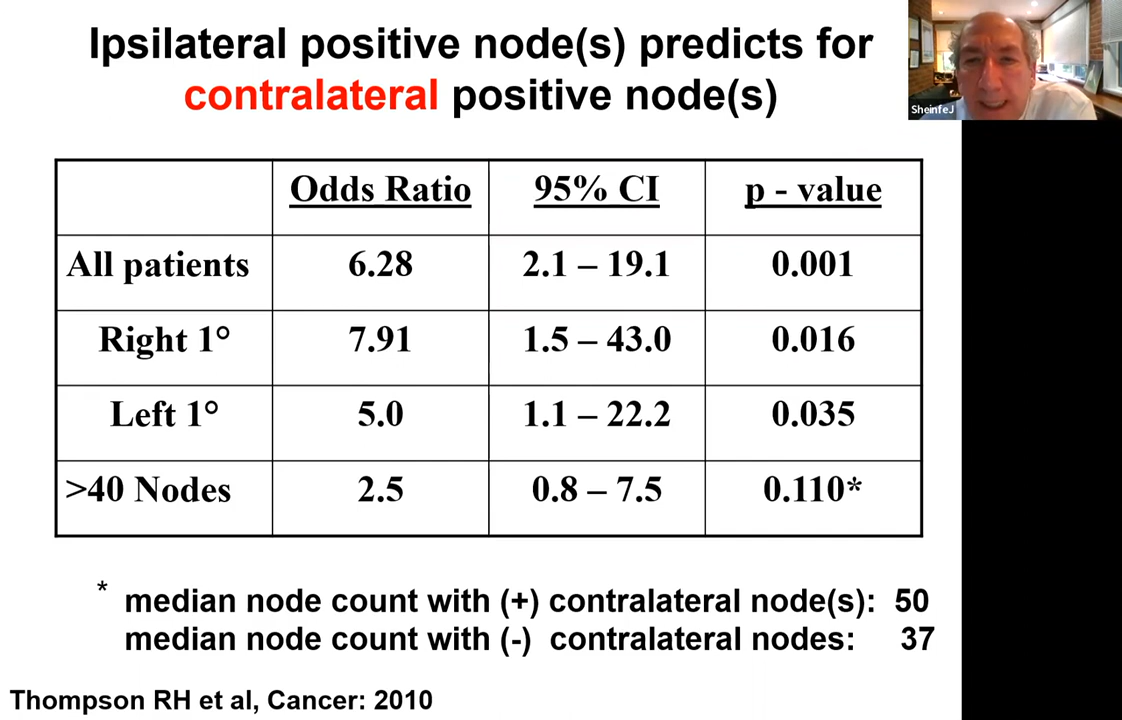 Ipsilateral positive node(s) predicts for
contralateral positive node(s)
SheinfeJ
Odds Ratio 95% CI p - value
All patients 6.28 2.1 – 19.1 0.001
Right 1° 7.91 1.5 – 43.0 0.016
Left 1° 5.0 1.1 – 22.2 0.035
>40 Nodes 2.5 0.8 – 7.5 0.110*
* median node count with (+) contralateral node(s): 50
median node count with (-) contralateral nodes: 37
Thompson RH et al, Cancer: 2010